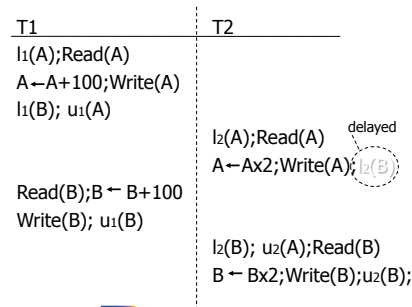 T1 T2
l1(A);Read(A)
A←A+100;Write(A)
l1(B); u1(A)
delayed
l2(A);Read(A)
A←Ax2;Write(A);l2(B)
Read(B);B ← B+100
Write(B); u1(B)
l2(B); u2(A);Read(B)
B ← Bx2;Write(B);u2(B);